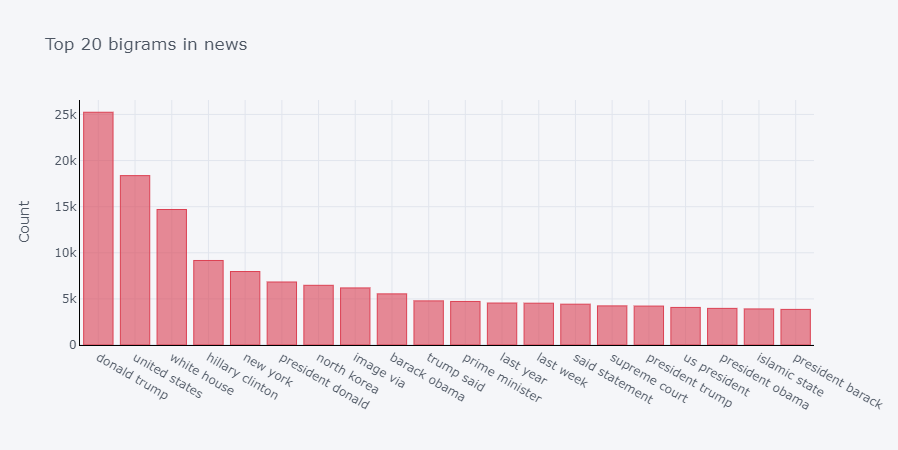 Top 20 bigrams in news
Count
25k
20k
15k
10k
5k
0
donald trump
united states
white house
hillary clinton
new york
president donald
north korea
image via
barack obama
trump said
prime minister
last year
last week
said statement
supreme court
president trump
us president
president obama
islamic state
president barack